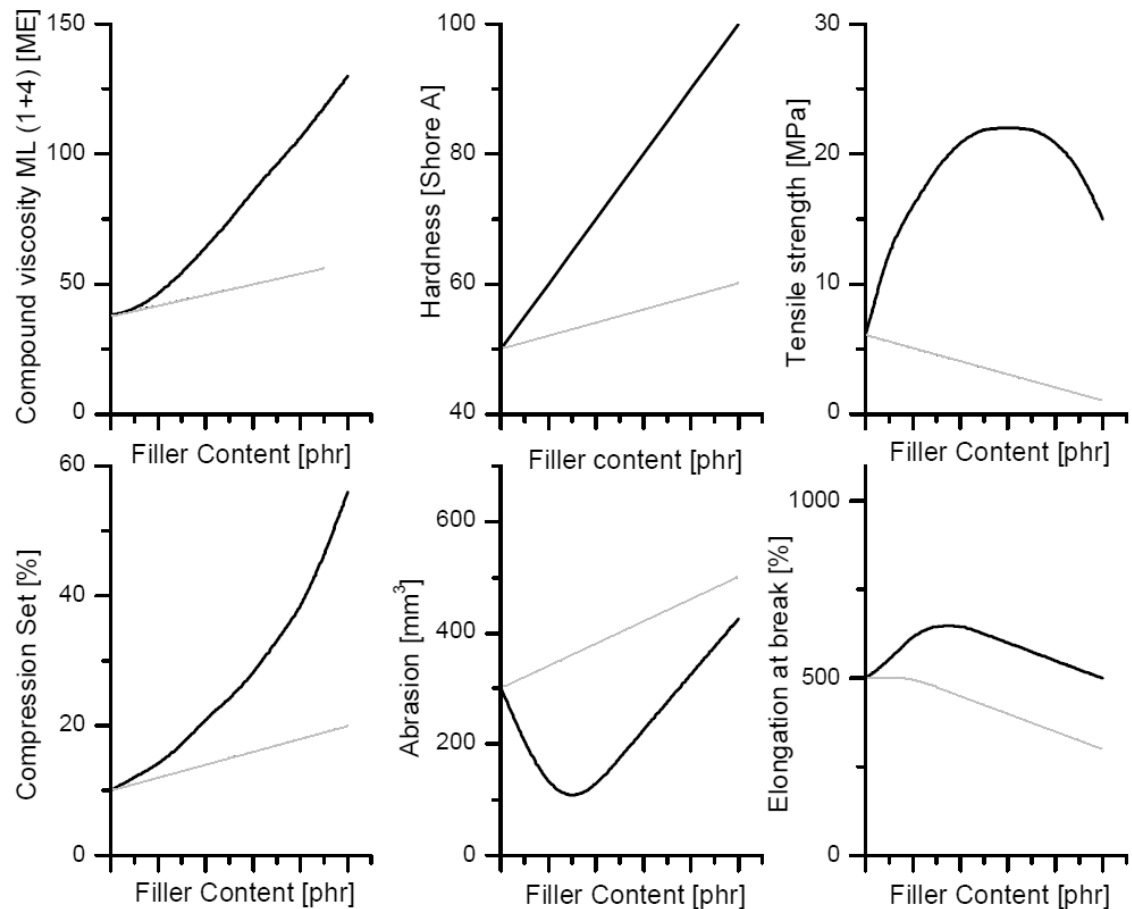 Compound viscosity ML (1+4) [ME]
150
100
50
0
Filler Content [phr]
Hardness [Shore A]
100
80
60
40
Filler content [phr]
Tensile strength [MPa]
30
20
10
0
Filler Content [phr]
Compression Set [%]
60
40
20
0
Filler Content [phr]
Abrasion [mm³]
600
400
200
0
Filler Content [phr]
Elongation at break [%]
1000
500
0
Filler Content [phr]